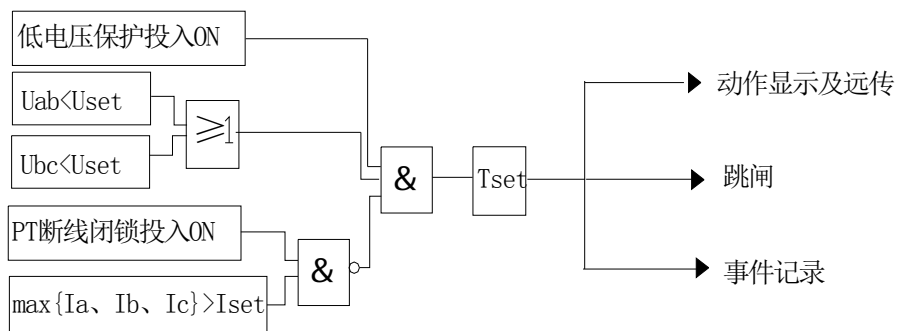 低电压保护投入ON
Uab<Uset
Ubc<Uset
≥1
PT断线闭锁投入ON
max{Ia、Ib、Ic}>Iset
&
&
Tset
动作显示及远传
跳闸
事件记录